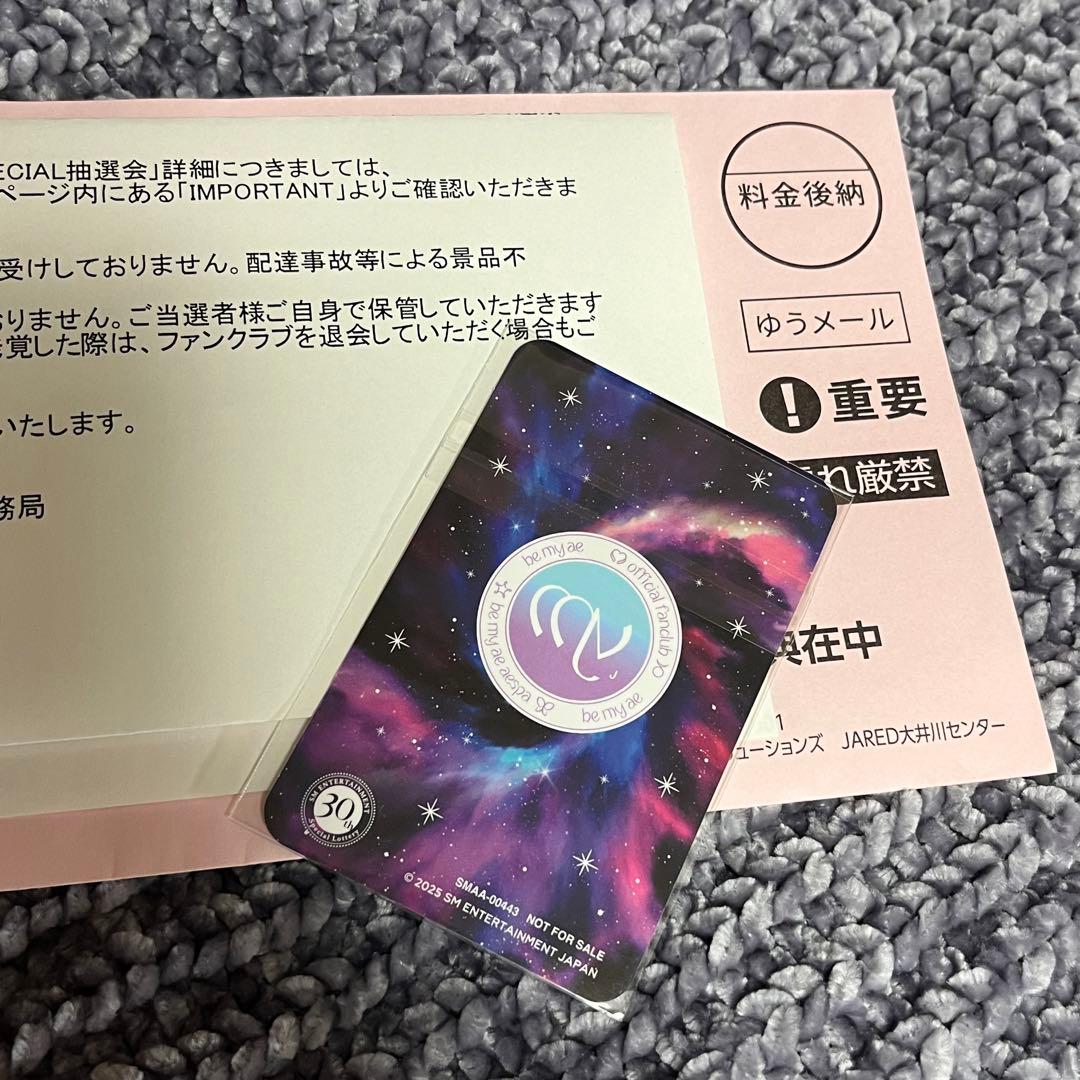 ECIAL抽選会」詳細につきましては、
ページ内にある「IMPORTANT」よりご確認いただきま
受けしておりません。配達事故等による景品不
りません。ご当選者様ご自身で保管していただきます
覚した際は、ファンクラブを退会していただく場合もご
いたします。
務局
料金後納
ゆうメール
! 重要
れ厳禁
在中
1
ューションズ JARED大井川センター
be my ae
official fanclub
be my ae
be my ae aespa
SM ENTERTAINMENT
30th
Special Lottery
SMAA-00443 NOT FOR SALE
© 2025 SM ENTERTAINMENT JAPAN